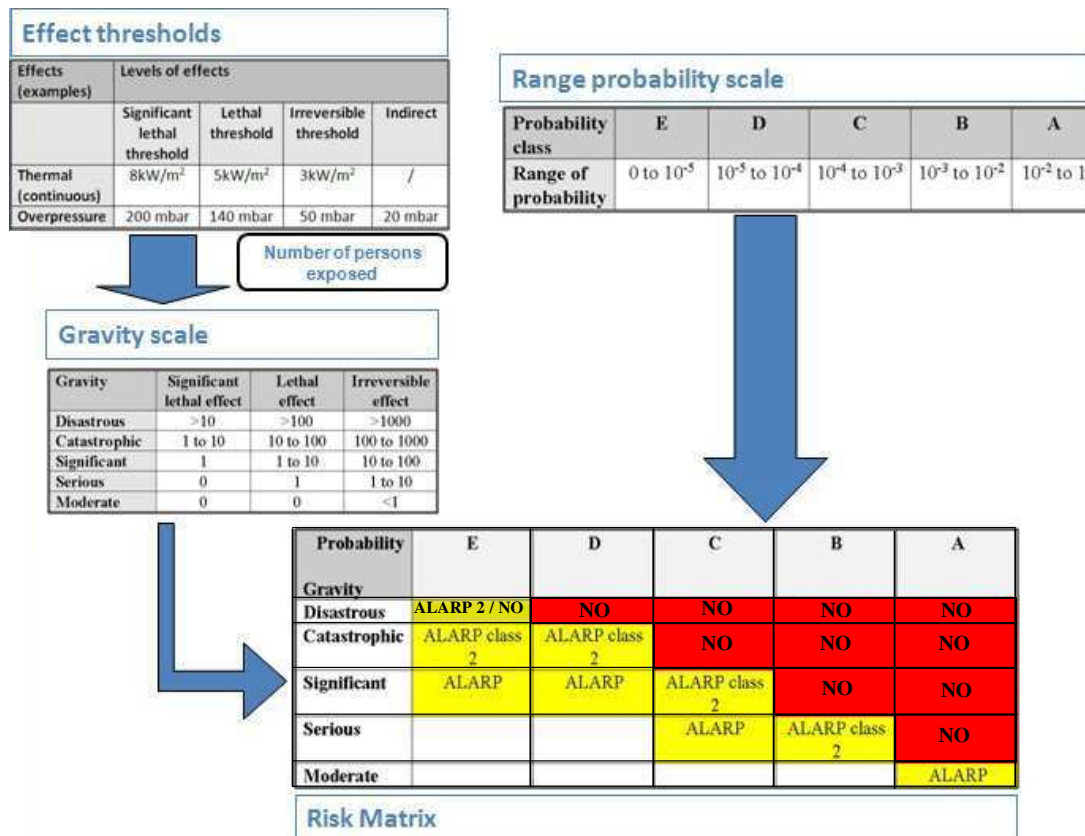 Effect thresholds
Effects (examples) Levels of effects
Significant lethal threshold Lethal threshold Irreversible threshold Indirect
Thermal (continuous) 8kW/m² 5kW/m² 3kW/m² /
Overpressure 200 mbar 140 mbar 50 mbar 20 mbar
Number of persons
exposed
Range probability scale
Probability class E D C B A
Range of probability 0 to 10⁻⁵ 10⁻⁵ to 10⁻⁴ 10⁻⁴ to 10⁻³ 10⁻³ to 10⁻² 10⁻² to 1
Gravity scale
Gravity Significant lethal effect Lethal effect Irreversible effect
Disastrous >10 >100 >1000
Catastrophic 1 to 10 10 to 100 100 to 1000
Significant 1 1 to 10 10 to 100
Serious 0 1 1 to 10
Moderate 0 0 <1
Probability E D C B A
Gravity
Disastrous ALARP 2 / NO NO NO NO NO
Catastrophic ALARP class 2 ALARP class 2 NO NO NO
Significant ALARP ALARP ALARP class 2 NO NO
Serious ALARP ALARP class 2 NO
Moderate ALARP
Risk Matrix